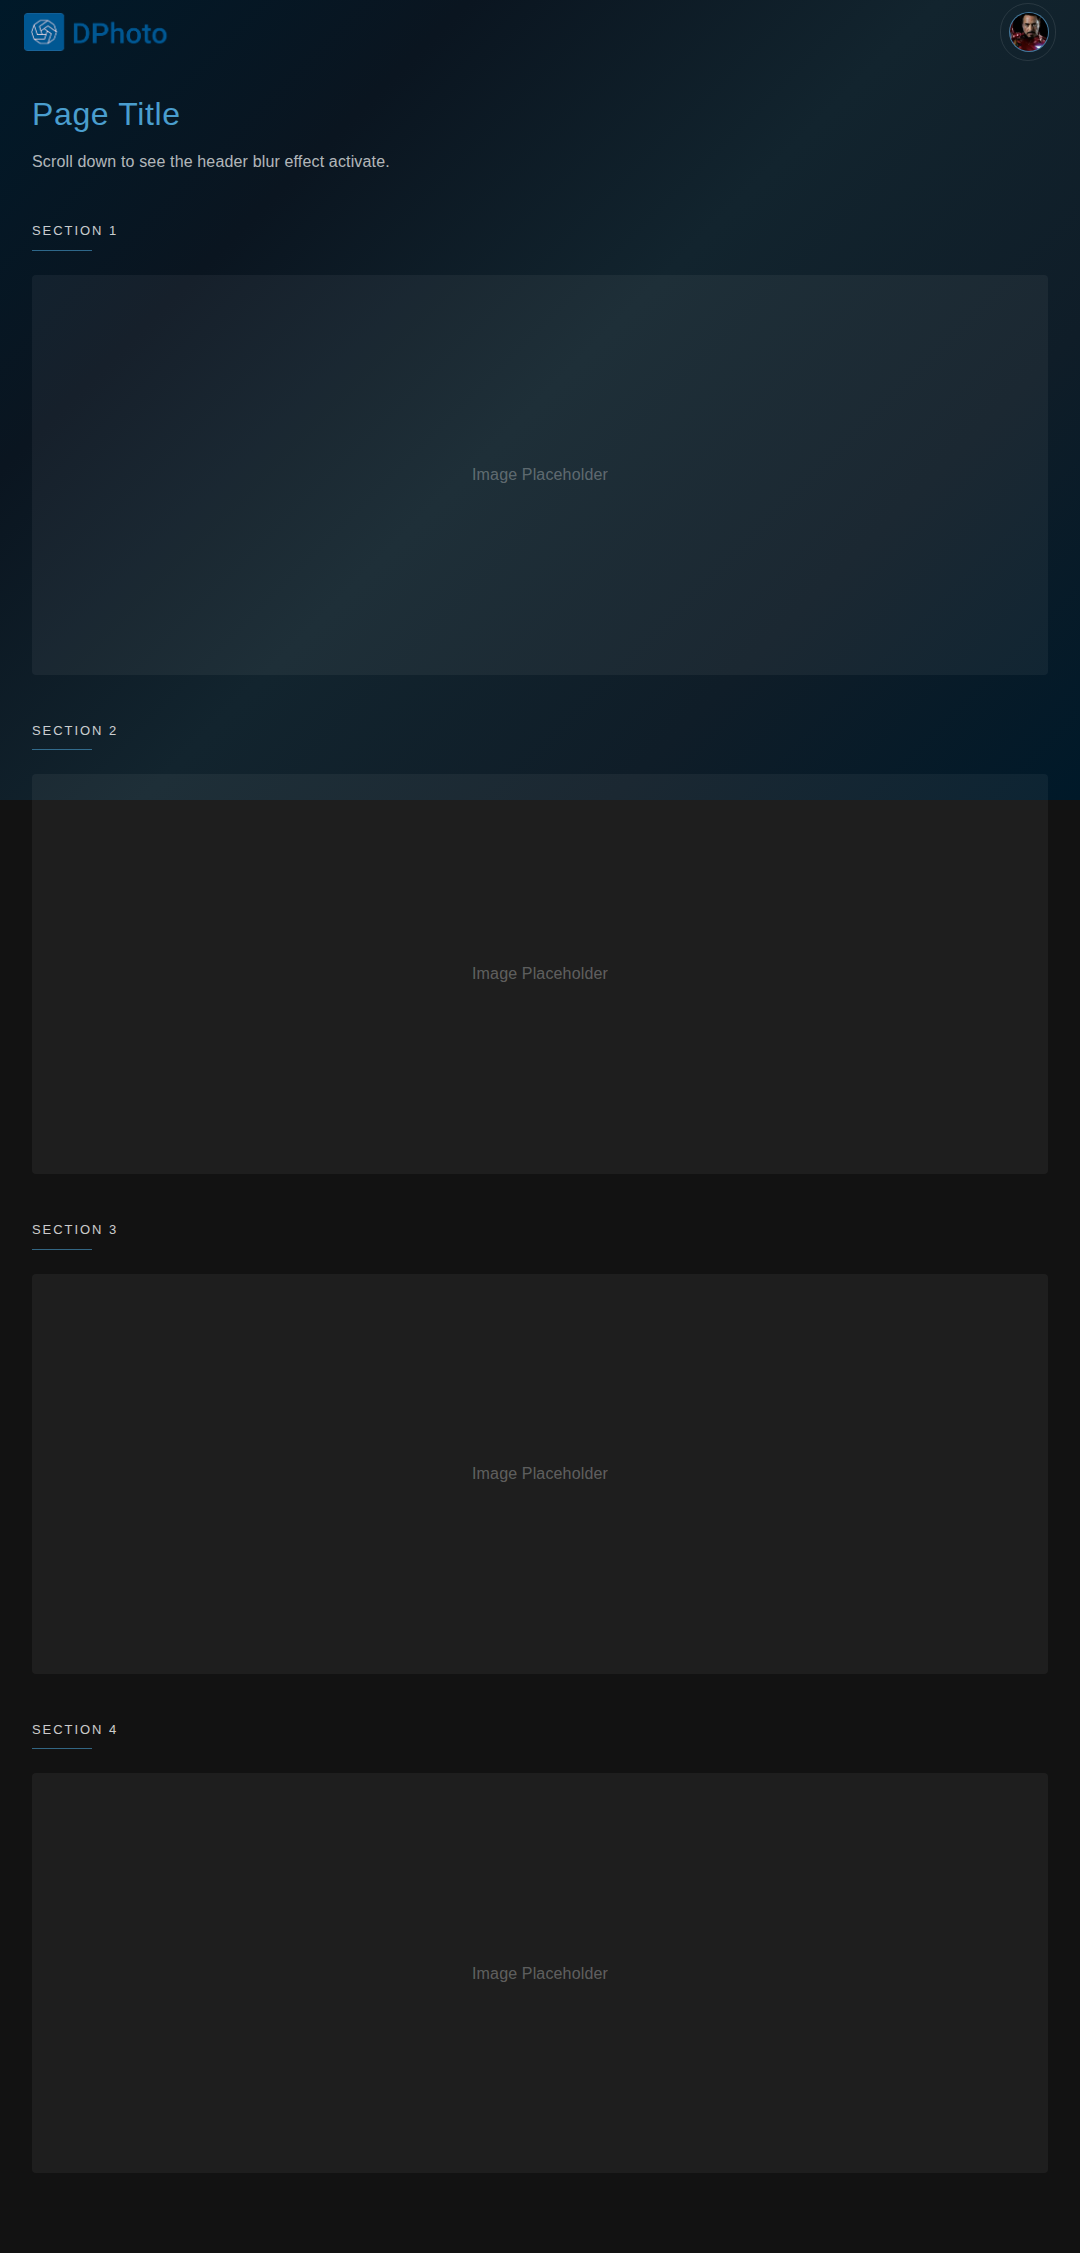 DPhoto
Page Title
Scroll down to see the header blur effect activate.
SECTION 1
Image Placeholder
SECTION 2
Image Placeholder
SECTION 3
Image Placeholder
SECTION 4
Image Placeholder